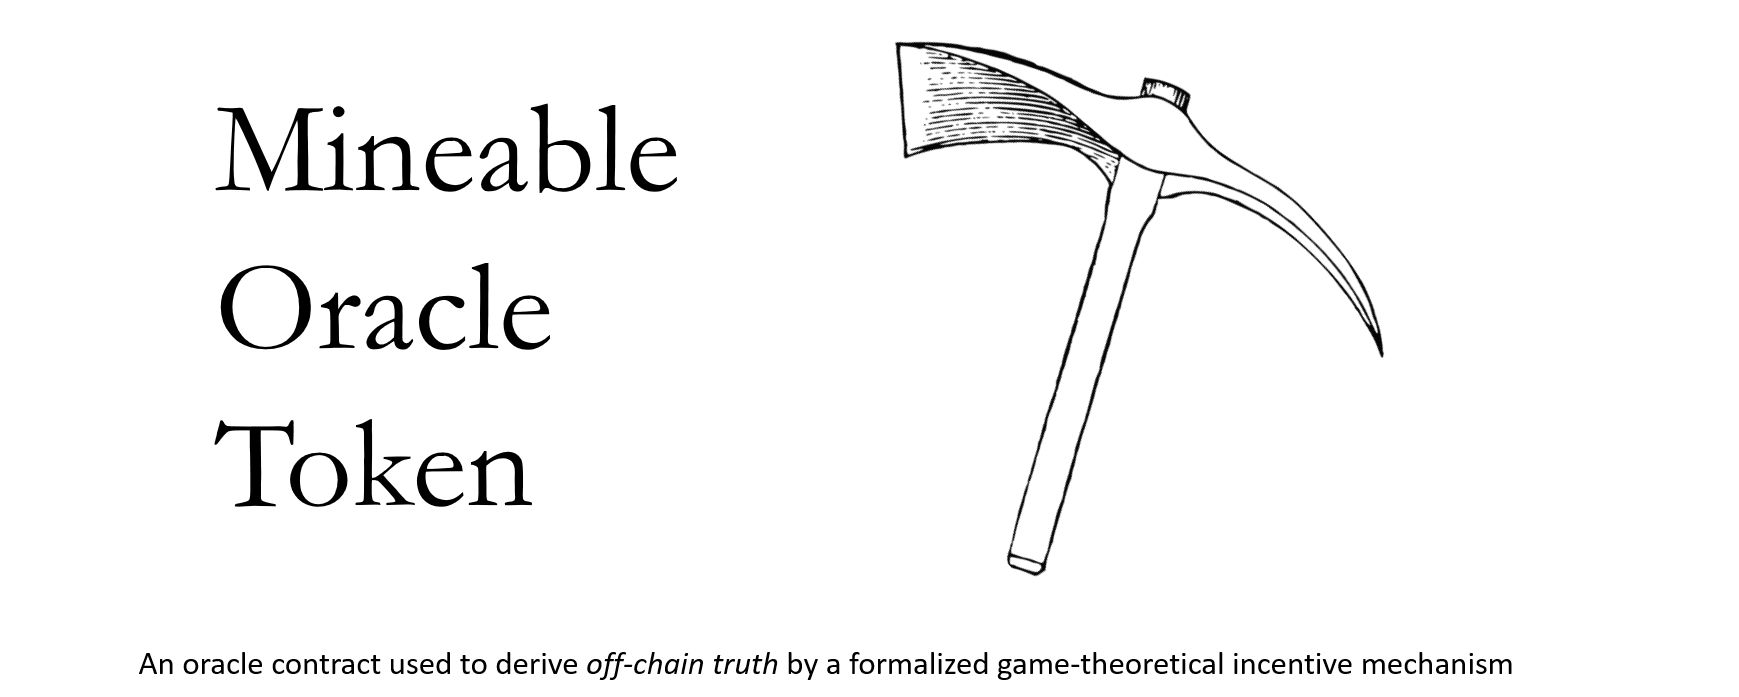 Mineable
Oracle
Token
An oracle contract used to derive off-chain truth by a formalized game-theoretical incentive mechanism